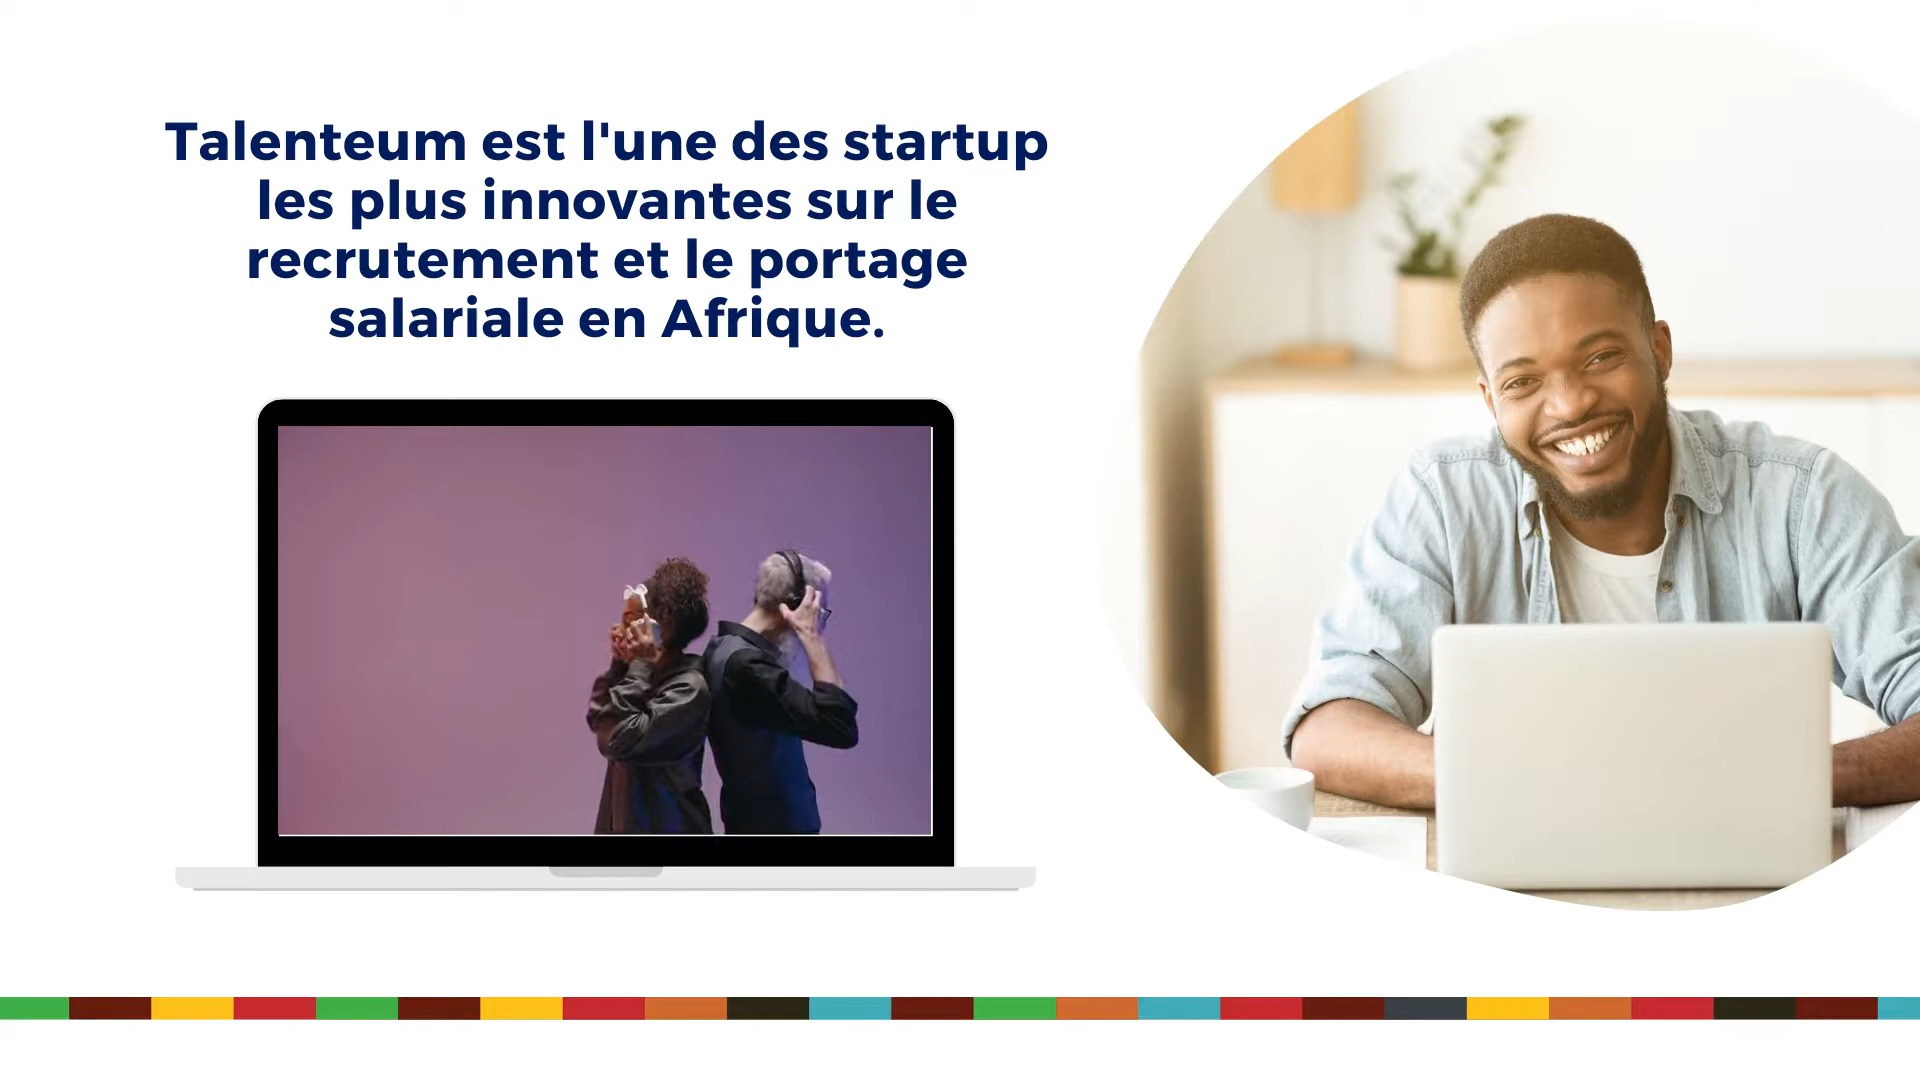 Talenteum est l'une des startup
les plus innovantes sur le
recrutement et le portage
salariale en Afrique.